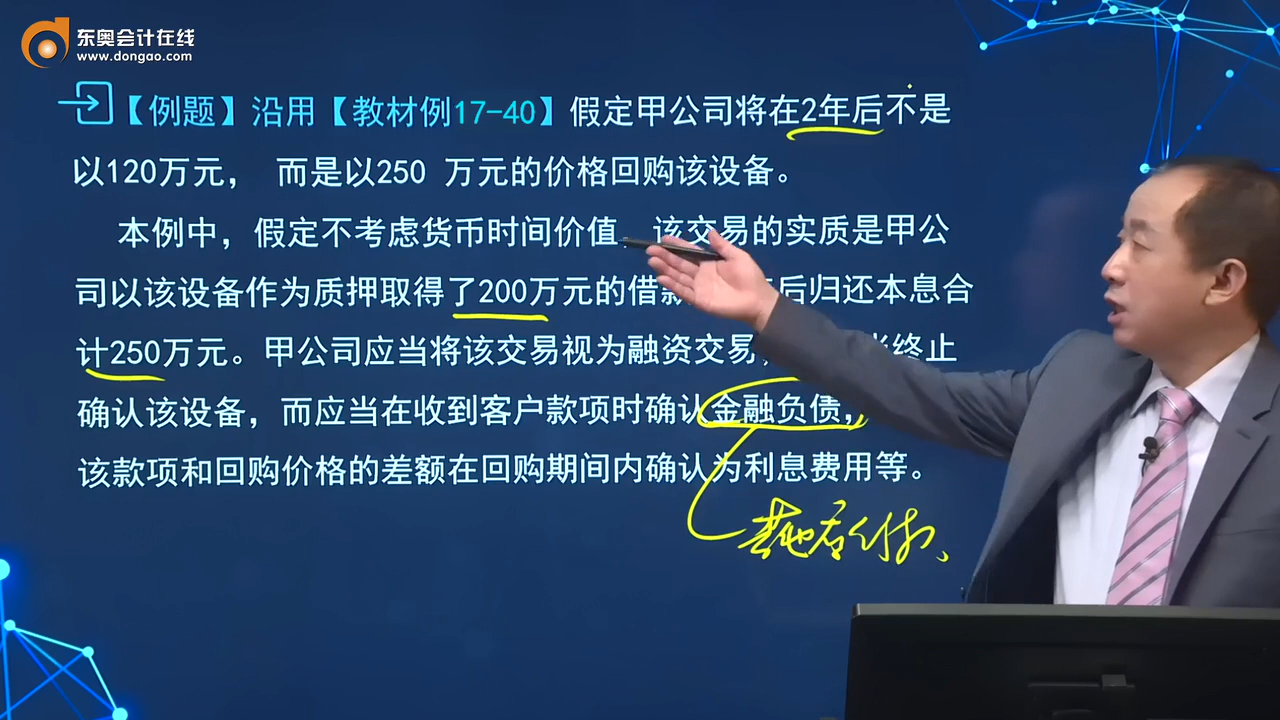 东奥会计在线
www.dongao.com
【例题】沿用【教材例17-40】假定甲公司将在2年后不是
以120万元， 而是以250 万元的价格回购该设备。
本例中，假定不考虑货币时间价值，该交易的实质是甲公
司以该设备作为质押取得了200万元的借款 后归还本息合
计250万元。甲公司应当将该交易视为融资交易， 终止
确认该设备，而应当在收到客户款项时确认金融负债，
该款项和回购价格的差额在回购期间内确认为利息费用等。
其他应付款、